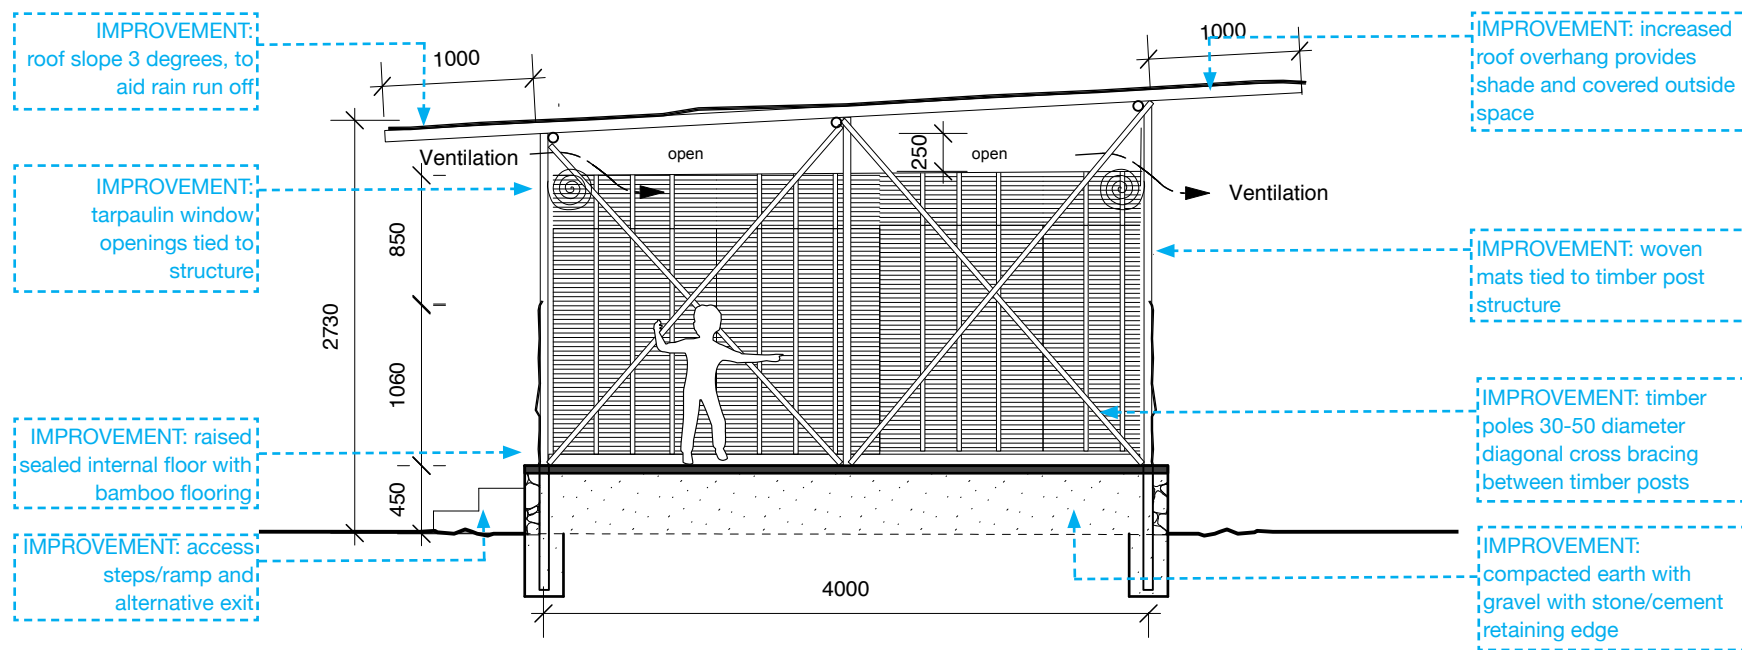 IMPROVEMENT:
roof slope 3 degrees, to
aid rain run off
1000
1000
IMPROVEMENT: increased
roof overhang provides
shade and covered outside
space
Ventilation
open
250
open
Ventilation
IMPROVEMENT:
tarpaulin window
openings tied to
structure
850
2730
1060
450
IMPROVEMENT: woven
mats tied to timber post
structure
IMPROVEMENT: raised
sealed internal floor with
bamboo flooring
IMPROVEMENT: timber
poles 30-50 diameter
diagonal cross bracing
between timber posts
IMPROVEMENT: access
steps/ramp and
alternative exit
4000
IMPROVEMENT:
compacted earth with
gravel with stone/cement
retaining edge